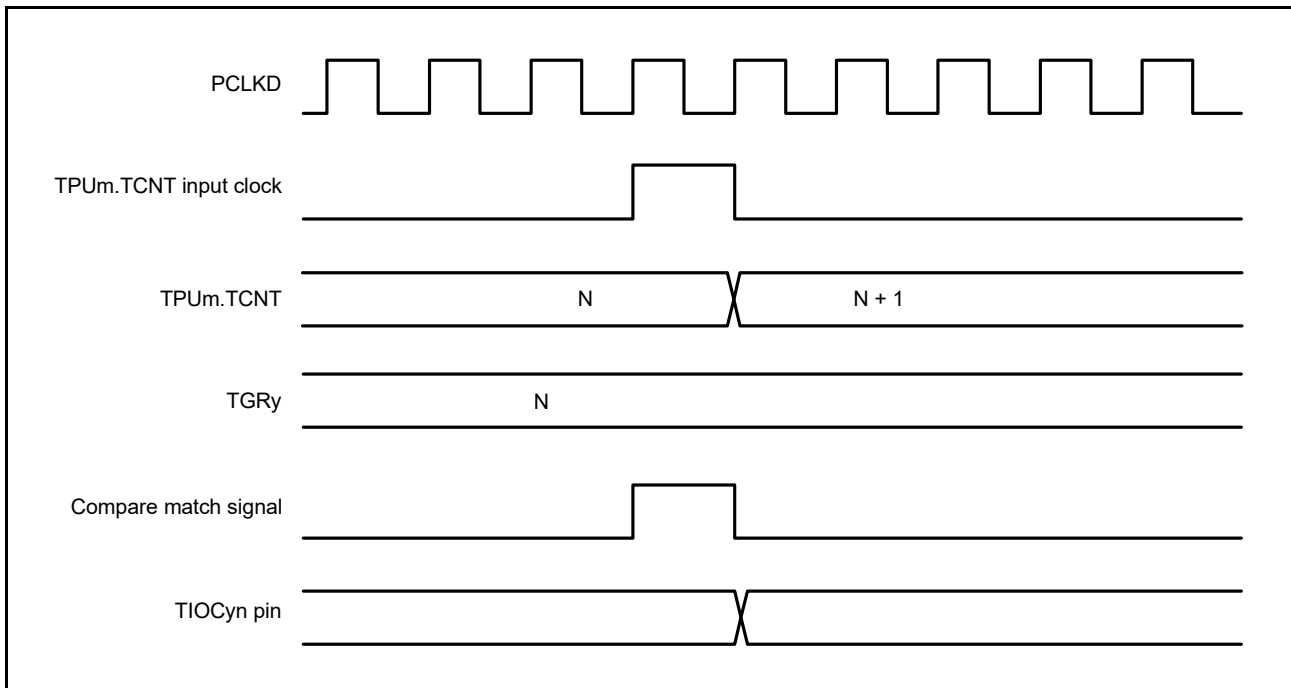 PCLKD
TPUm.TCNT input clock
TPUm.TCNT
N
N + 1
TGRy
N
Compare match signal
TIOCyn pin